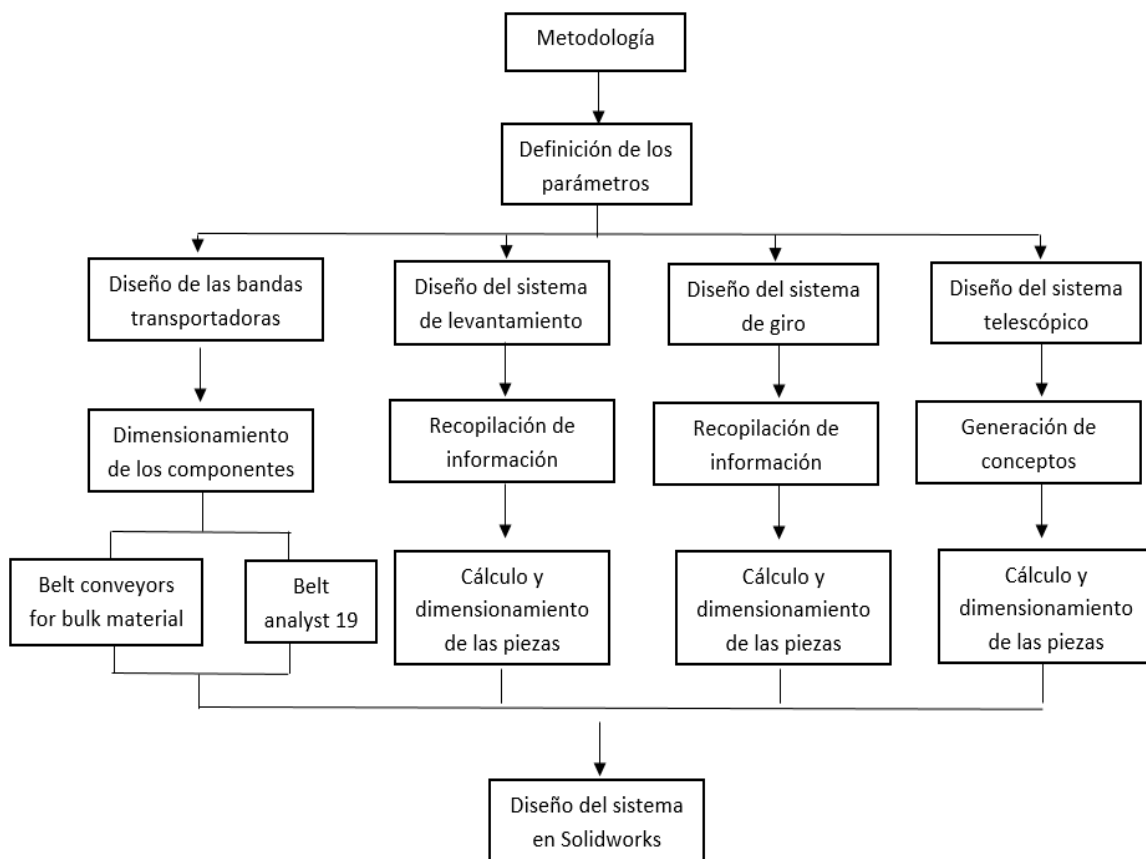 Metodología
Definición de los
parámetros
Diseño de las bandas
transportadoras
Diseño del sistema
de levantamiento
Diseño del sistema
de giro
Diseño del sistema
telescópico
Dimensionamiento
de los componentes
Recopilación de
información
Recopilación de
información
Generación de
conceptos
Belt conveyors
for bulk material
Belt
analyst 19
Cálculo y
dimensionamiento
de las piezas
Cálculo y
dimensionamiento
de las piezas
Cálculo y
dimensionamiento
de las piezas
Diseño del sistema
en Solidworks